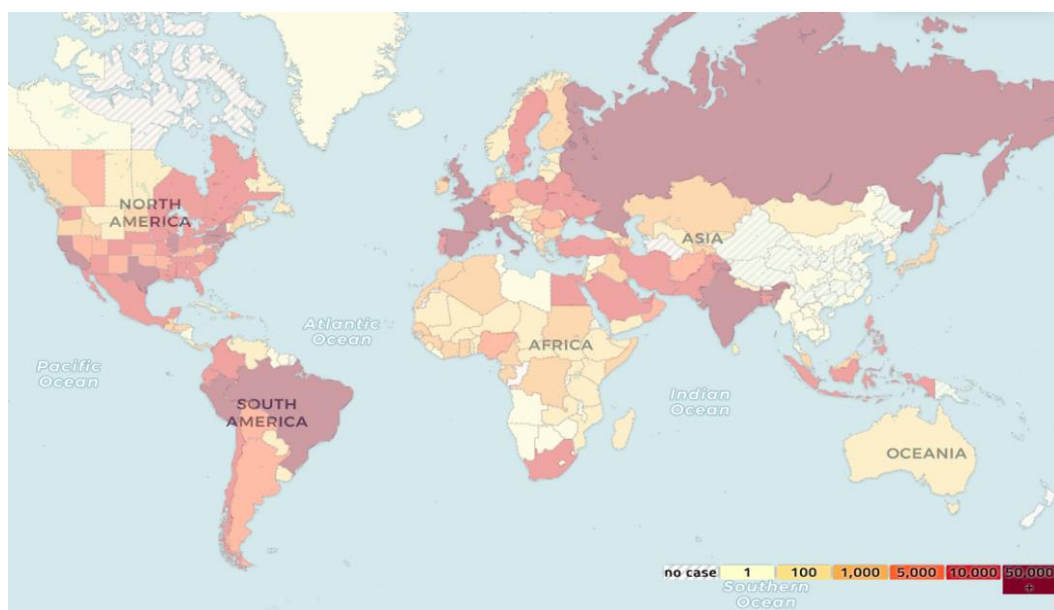 NORTH
AMERICA
ASIA
Atlantic
Ocean
AFRICA
Pacific
Ocean
Indian
Ocean
SOUTH
AMERICA
OCEANIA
no case 1 100 1,000 5,000 10,000 50,000
+
Southern
Ocean